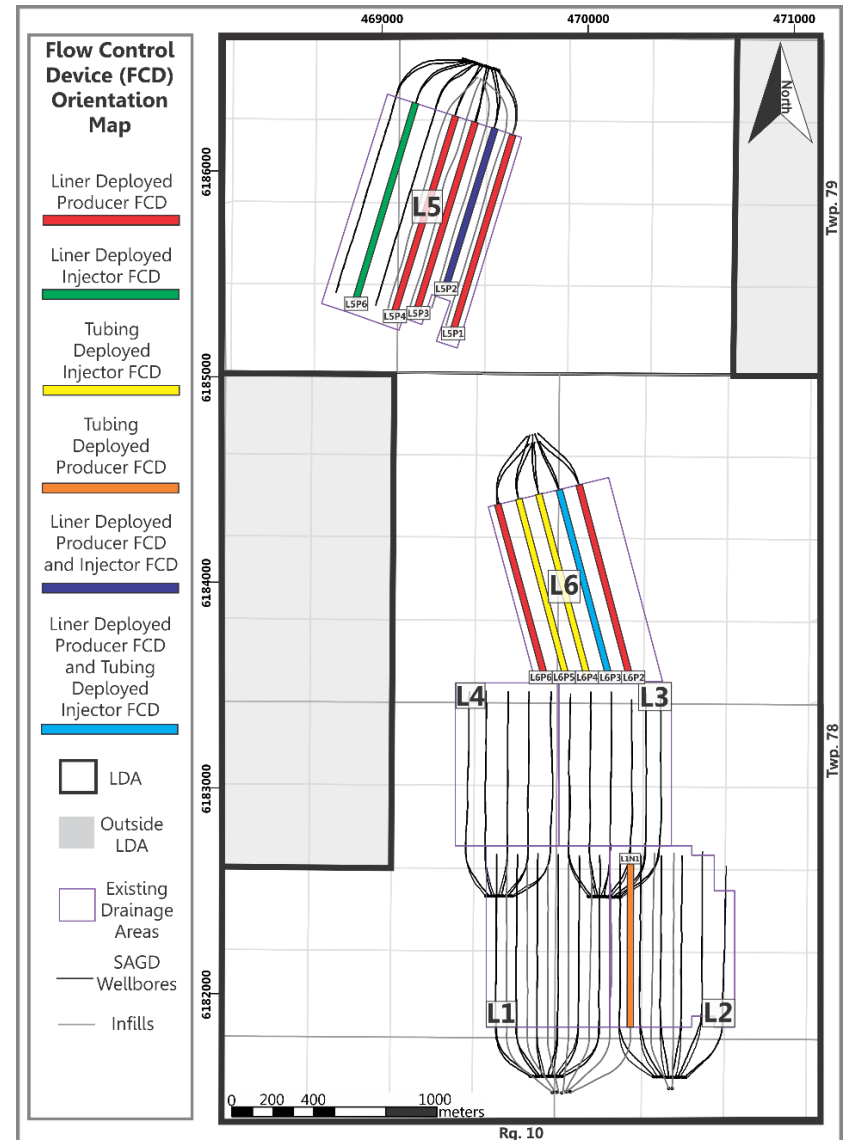 469000
470000
471000
Flow Control
Device (FCD)
Orientation
Map
Liner Deployed
Producer FCD
Liner Deployed
Injector FCD
Tubing
Deployed
Injector FCD
Tubing
Deployed
Producer FCD
Liner Deployed
Producer FCD
and Injector FCD
Liner Deployed
Producer FCD
and Tubing
Deployed
Injector FCD
LDA
Outside
LDA
Existing
Drainage
Areas
SAGD
Wellbores
Infills
6186000
6185000
6184000
6183000
6182000
North
Twp. 79
Twp. 78
L5
L5P6
L5P4
L5P3
L5P2
L5P1
L6
L6P6
L6P5
L6P4
L6P3
L6P2
L4
L3
L1N1
L1
L2
0 200 400 1000
meters
Rg. 10